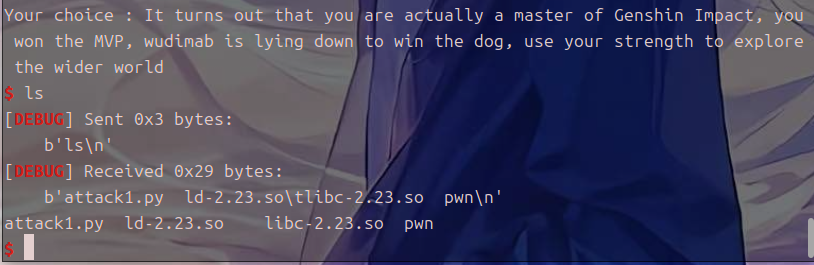 Your choice : It turns out that you are actually a master of Genshin Impact, you
won the MVP, wudimab is lying down to win the dog, use your strength to explore
the wider world
$ ls
[DEBUG] Sent 0x3 bytes:
b'ls\n'
[DEBUG] Received 0x29 bytes:
b'attack1.py  ld-2.23.so\tlibc-2.23.so  pwn\n'
attack1.py  ld-2.23.so    libc-2.23.so  pwn
$